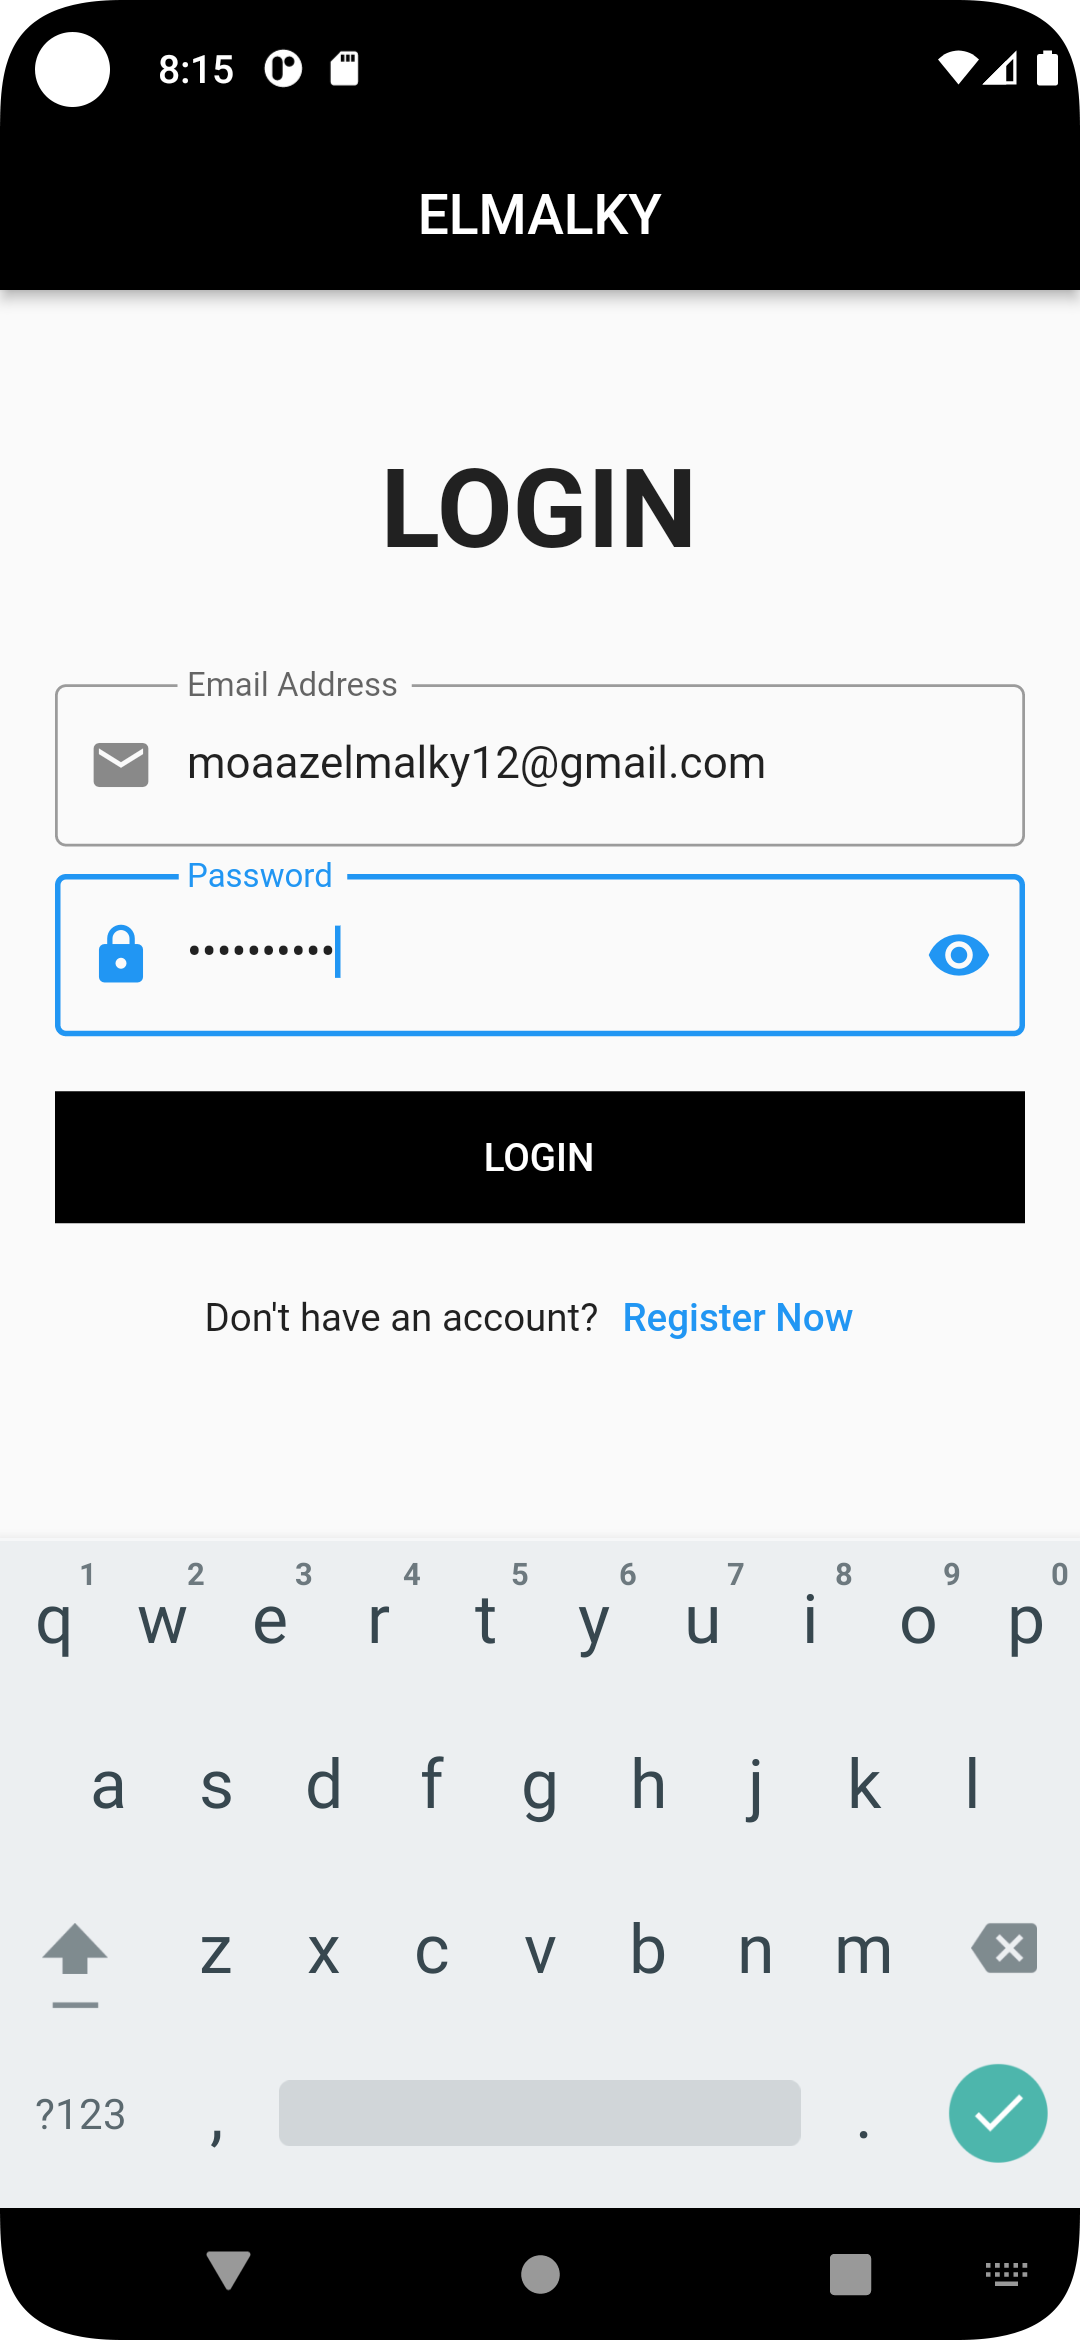 8:15
ELMALKY
LOGIN
Email Address
moaazelmalky12@gmail.com
Password
••••••••••
LOGIN
Don't have an account? Register Now
1 2 3 4 5 6 7 8 9 0
q w e r t y u i o p
a s d f g h j k l
z x c v b n m
?123 , .